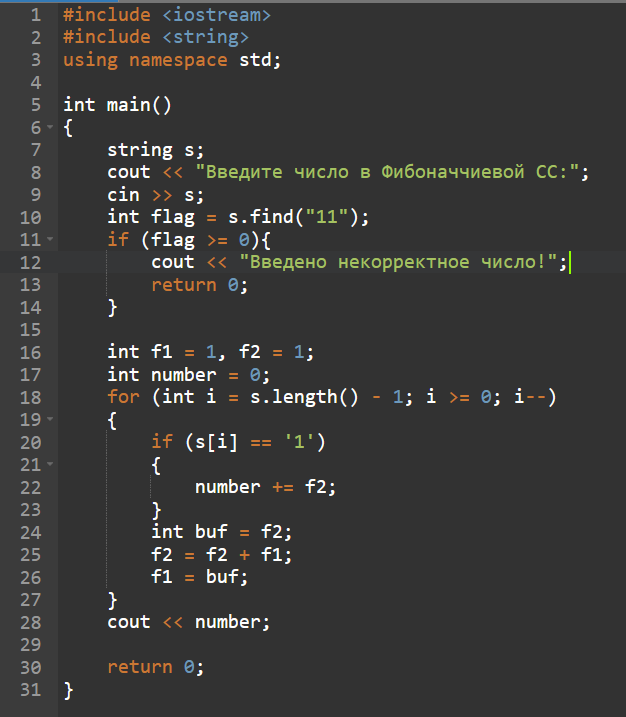 1 #include <iostream>
2 #include <string>
3 using namespace std;
4
5 int main()
6 {
7     string s;
8     cout << "Введите число в Фибоначчиевой СС:";
9     cin >> s;
10     int flag = s.find("11");
11     if (flag >= 0){
12         cout << "Введено некорректное число!";
13         return 0;
14     }
15
16     int f1 = 1, f2 = 1;
17     int number = 0;
18     for (int i = s.length() - 1; i >= 0; i--)
19     {
20         if (s[i] == '1')
21         {
22             number += f2;
23         }
24         int buf = f2;
25         f2 = f2 + f1;
26         f1 = buf;
27     }
28     cout << number;
29
30     return 0;
31 }